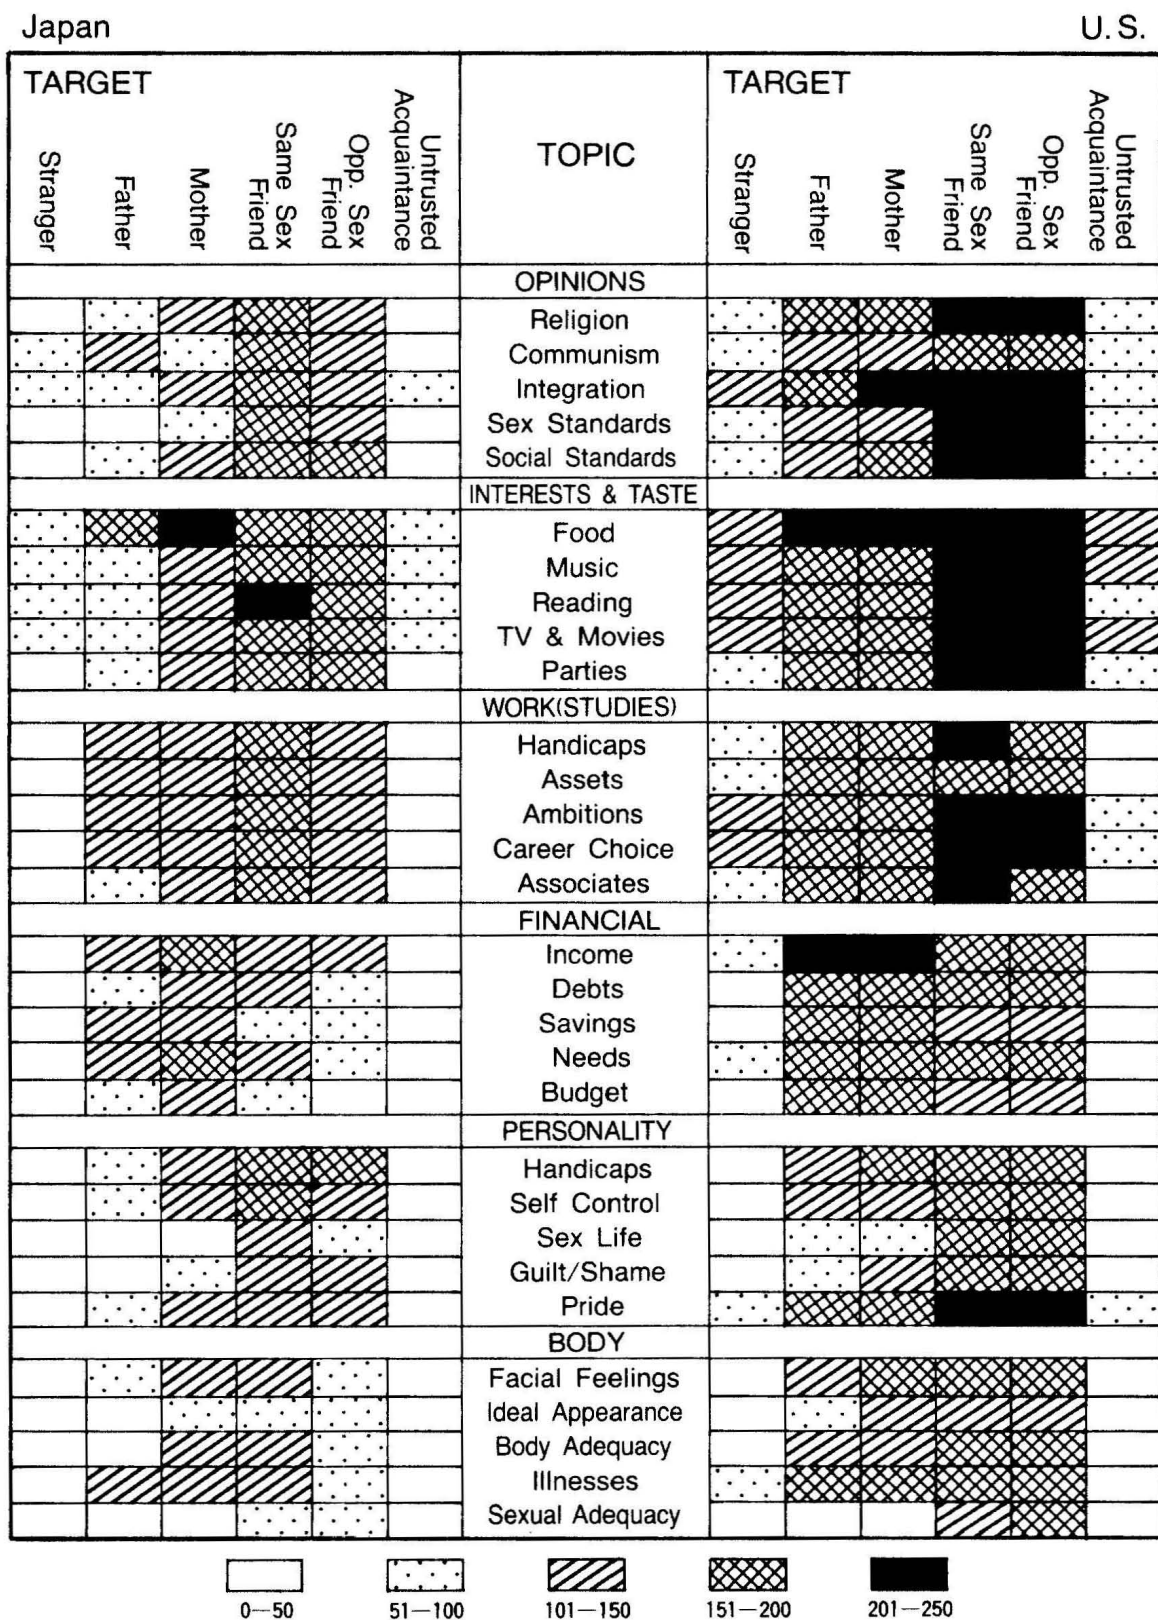 Japan
U.S.
TARGET
Stranger
Father
Mother
Same Sex
Friend
Opp. Sex
Friend
Untrusted
Acquaintance
TOPIC
TARGET
Stranger
Father
Mother
Same Sex
Friend
Opp. Sex
Friend
Untrusted
Acquaintance
OPINIONS
Religion
Communism
Integration
Sex Standards
Social Standards
INTERESTS & TASTE
Food
Music
Reading
TV & Movies
Parties
WORK(STUDIES)
Handicaps
Assets
Ambitions
Career Choice
Associates
FINANCIAL
Income
Debts
Savings
Needs
Budget
PERSONALITY
Handicaps
Self Control
Sex Life
Guilt/Shame
Pride
BODY
Facial Feelings
Ideal Appearance
Body Adequacy
Illnesses
Sexual Adequacy
0—50
51—100
101—150
151—200
201—250